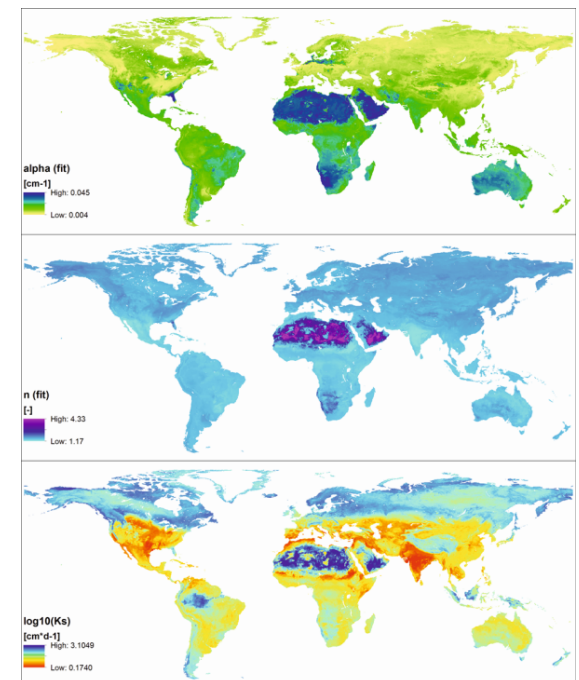 alpha (fit)
[cm-1]
High: 0.045
Low: 0.004
n (fit)
[-]
High: 4.33
Low: 1.17
log10(Ks)
[cm*d-1]
High: 3.1049
Low: 0.1740